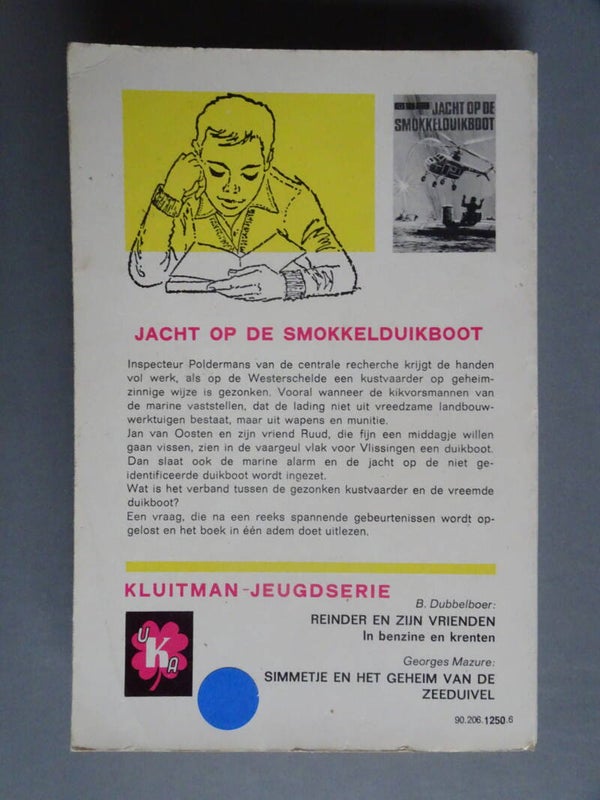 JACHT OP DE
SMOKKELDUIKBOOT
JACHT OP DE SMOKKELDUIKBOOT
Inspecteur Poldermans van de centrale recherche krijgt de handen
vol werk, als op de Westerschelde een kustvaarder op geheim-
zinnige wijze is gezonken. Vooral wanneer de kikvorsmannen van
de marine vaststellen, dat de lading niet uit vreedzame landbouw-
werktuigen bestaat, maar uit wapens en munitie.
Jan van Oosten en zijn vriend Ruud, die fijn een middagje willen
gaan vissen, zien in de vaargeul vlak voor Vlissingen een duikboot.
Dan slaat ook de marine alarm en de jacht op de niet ge-
identificeerde duikboot wordt ingezet.
Wat is het verband tussen de gezonken kustvaarder en de vreemde
duikboot?
Een vraag, die na een reeks spannende gebeurtenissen wordt op-
gelost en het boek in één adem doet uitlezen.
KLUITMAN-JEUGDSERIE
B. Dubbelboer:
REINDER EN ZIJN VRIENDEN
In benzine en krenten
Georges Mazure:
SIMMETJE EN HET GEHEIM VAN DE
ZEEDUIVEL
UKA
90.206.1250.6